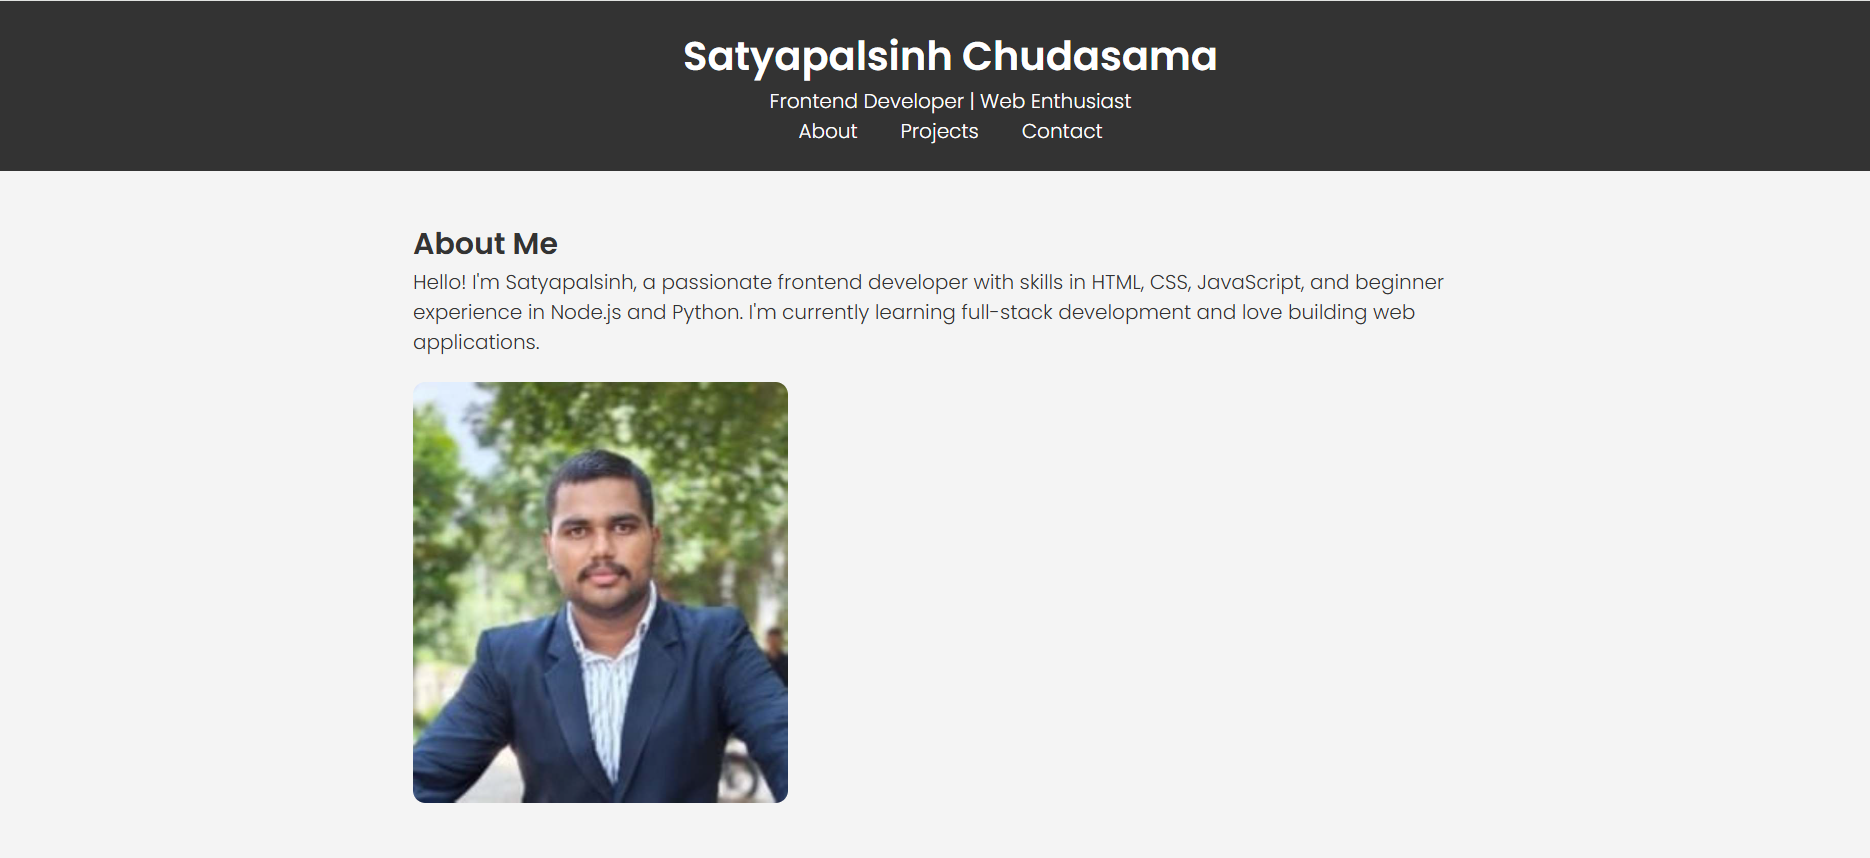 Satyapalsinh Chudasama
Frontend Developer | Web Enthusiast
About Projects Contact
About Me
Hello! I'm Satyapalsinh, a passionate frontend developer with skills in HTML, CSS, JavaScript, and beginner
experience in Node.js and Python. I'm currently learning full-stack development and love building web
applications.